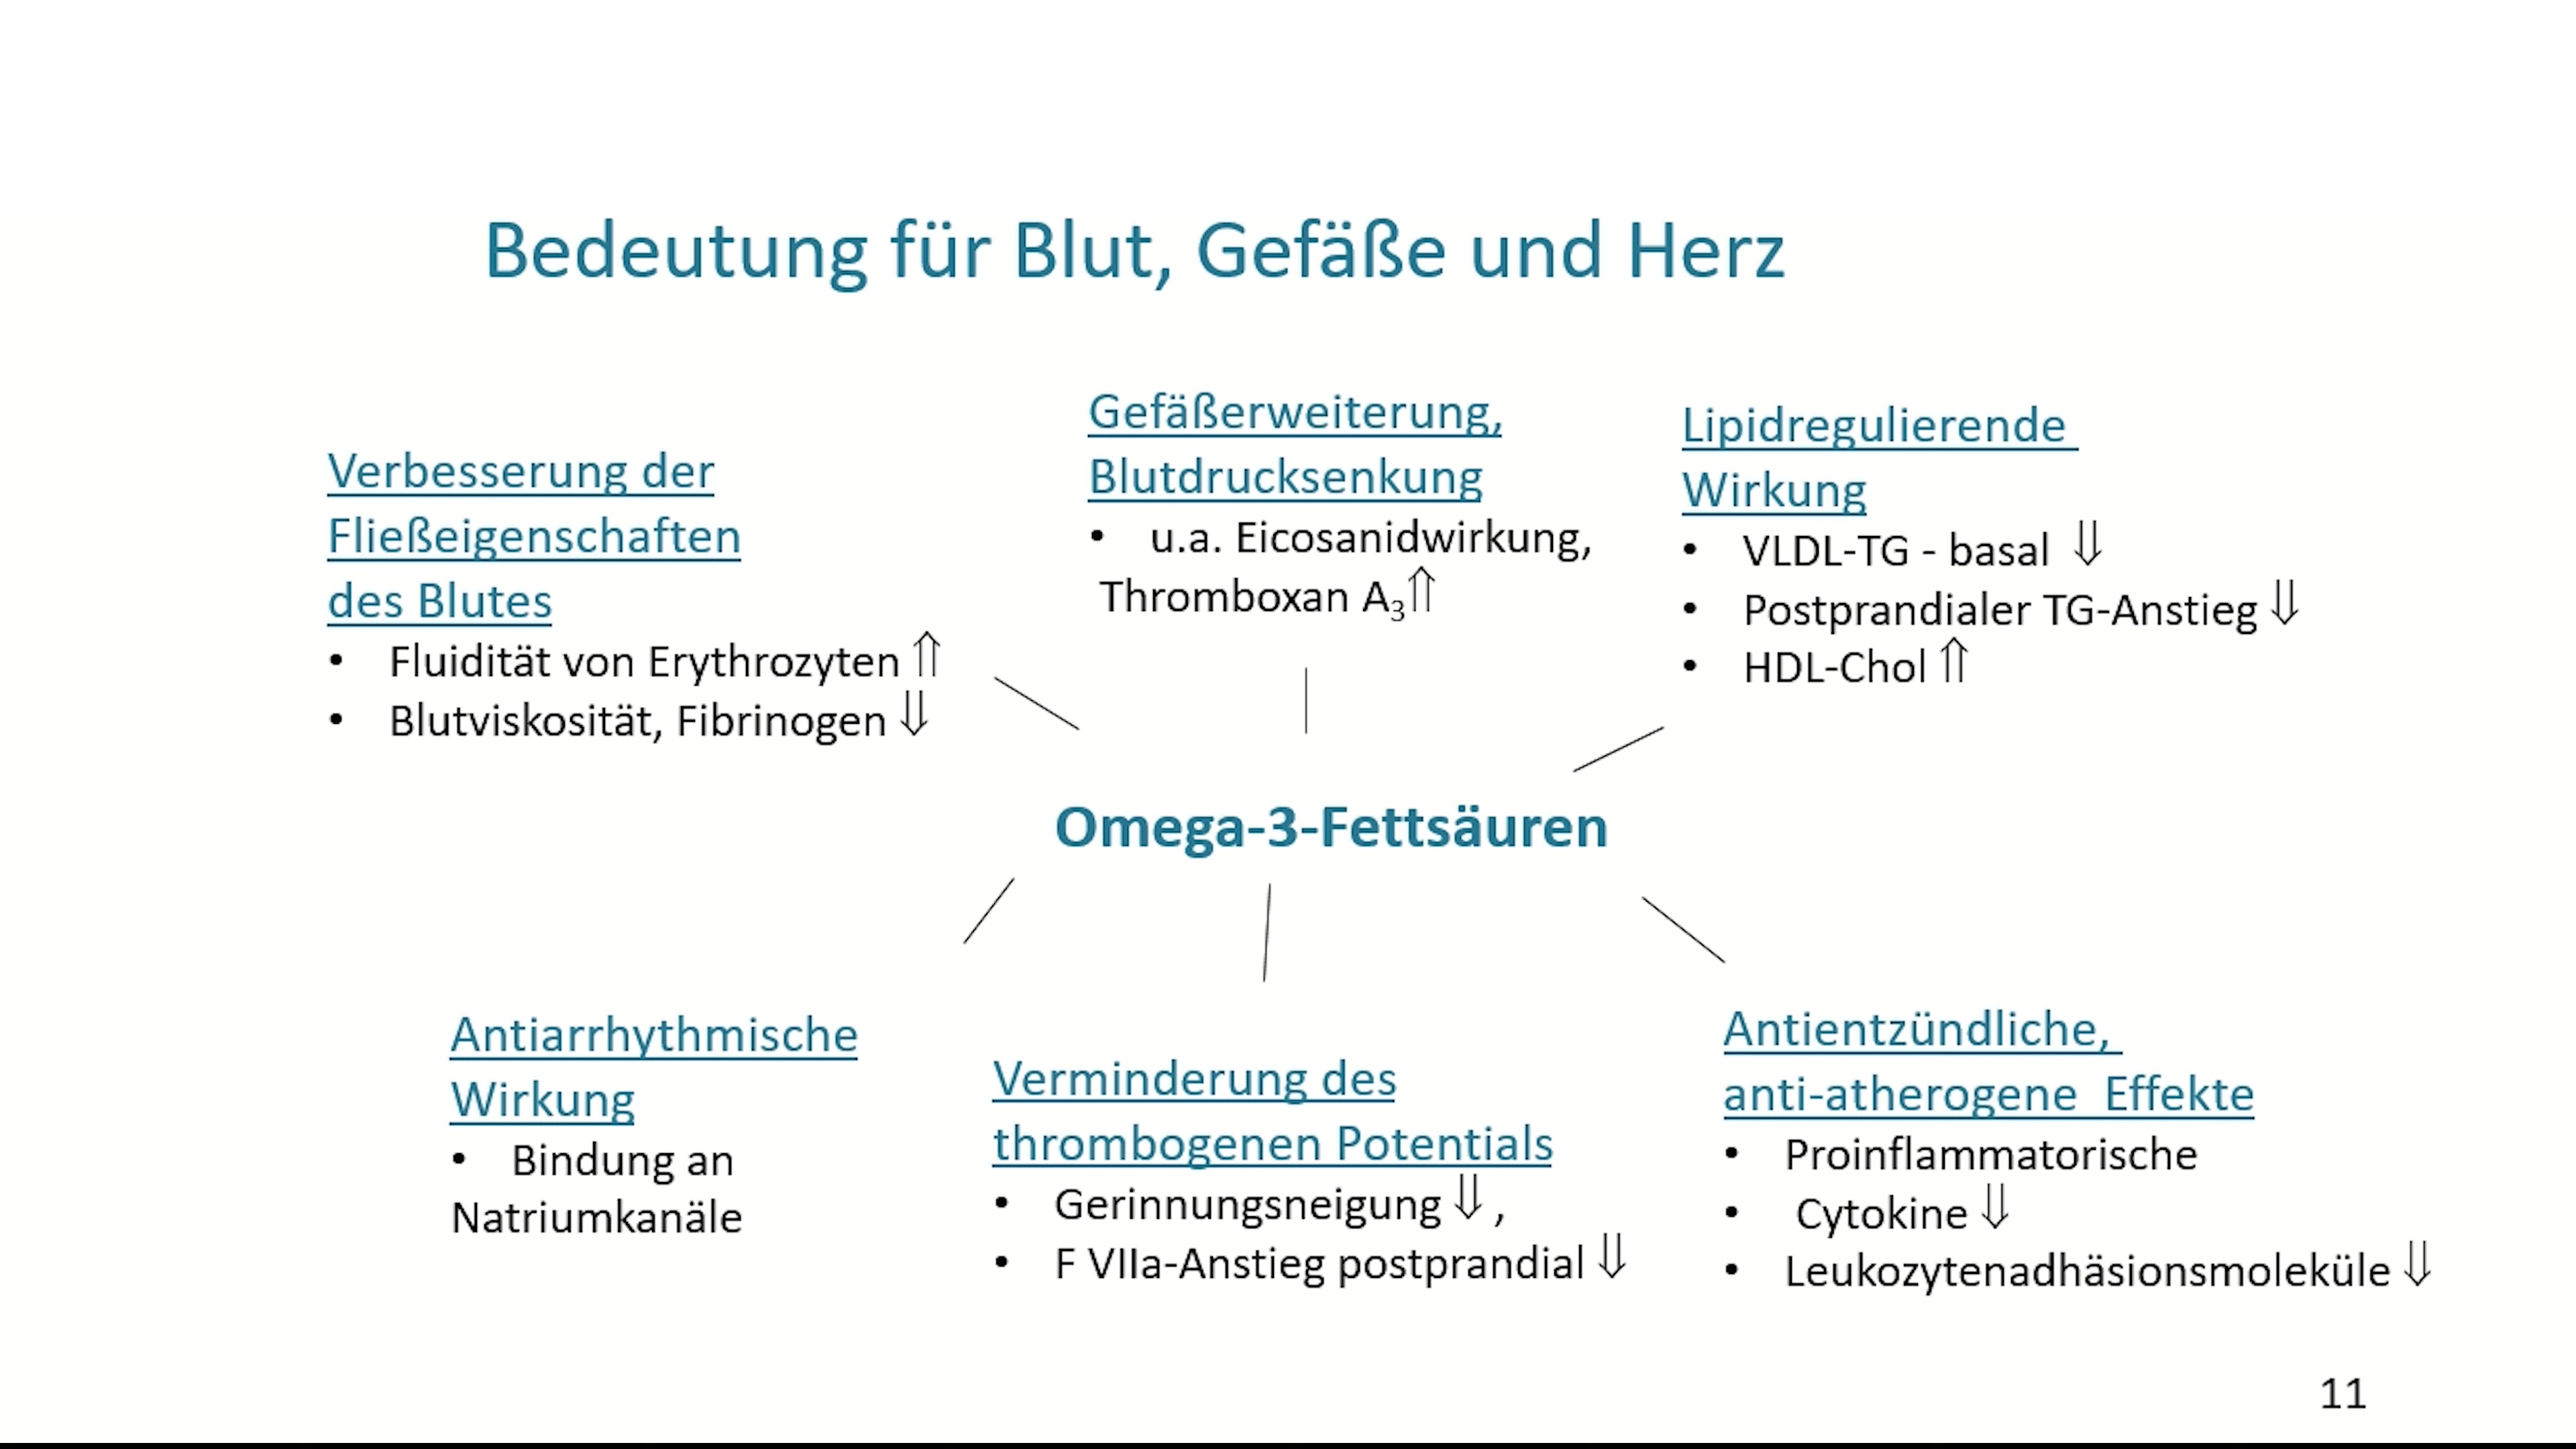 Bedeutung für Blut, Gefäße und Herz
Verbesserung der
Fließeigenschaften
des Blutes
• Fluidität von Erythrozyten ⇑
• Blutviskosität, Fibrinogen ⇓
Gefäßerweiterung,
Blutdrucksenkung
• u.a. Eicosanidwirkung,
Thromboxan A₃⇑
Lipidregulierende
Wirkung
• VLDL-TG - basal ⇓
• Postprandialer TG-Anstieg ⇓
• HDL-Chol ⇑
Omega-3-Fettsäuren
Antiarrhythmische
Wirkung
• Bindung an
Natriumkanäle
Verminderung des
thrombogenen Potentials
• Gerinnungsneigung ⇓ ,
• F VIIa-Anstieg postprandial ⇓
Antientzündliche,
anti-atherogene Effekte
• Proinflammatorische
• Cytokine ⇓
• Leukozytenadhäsionsmoleküle ⇓
11